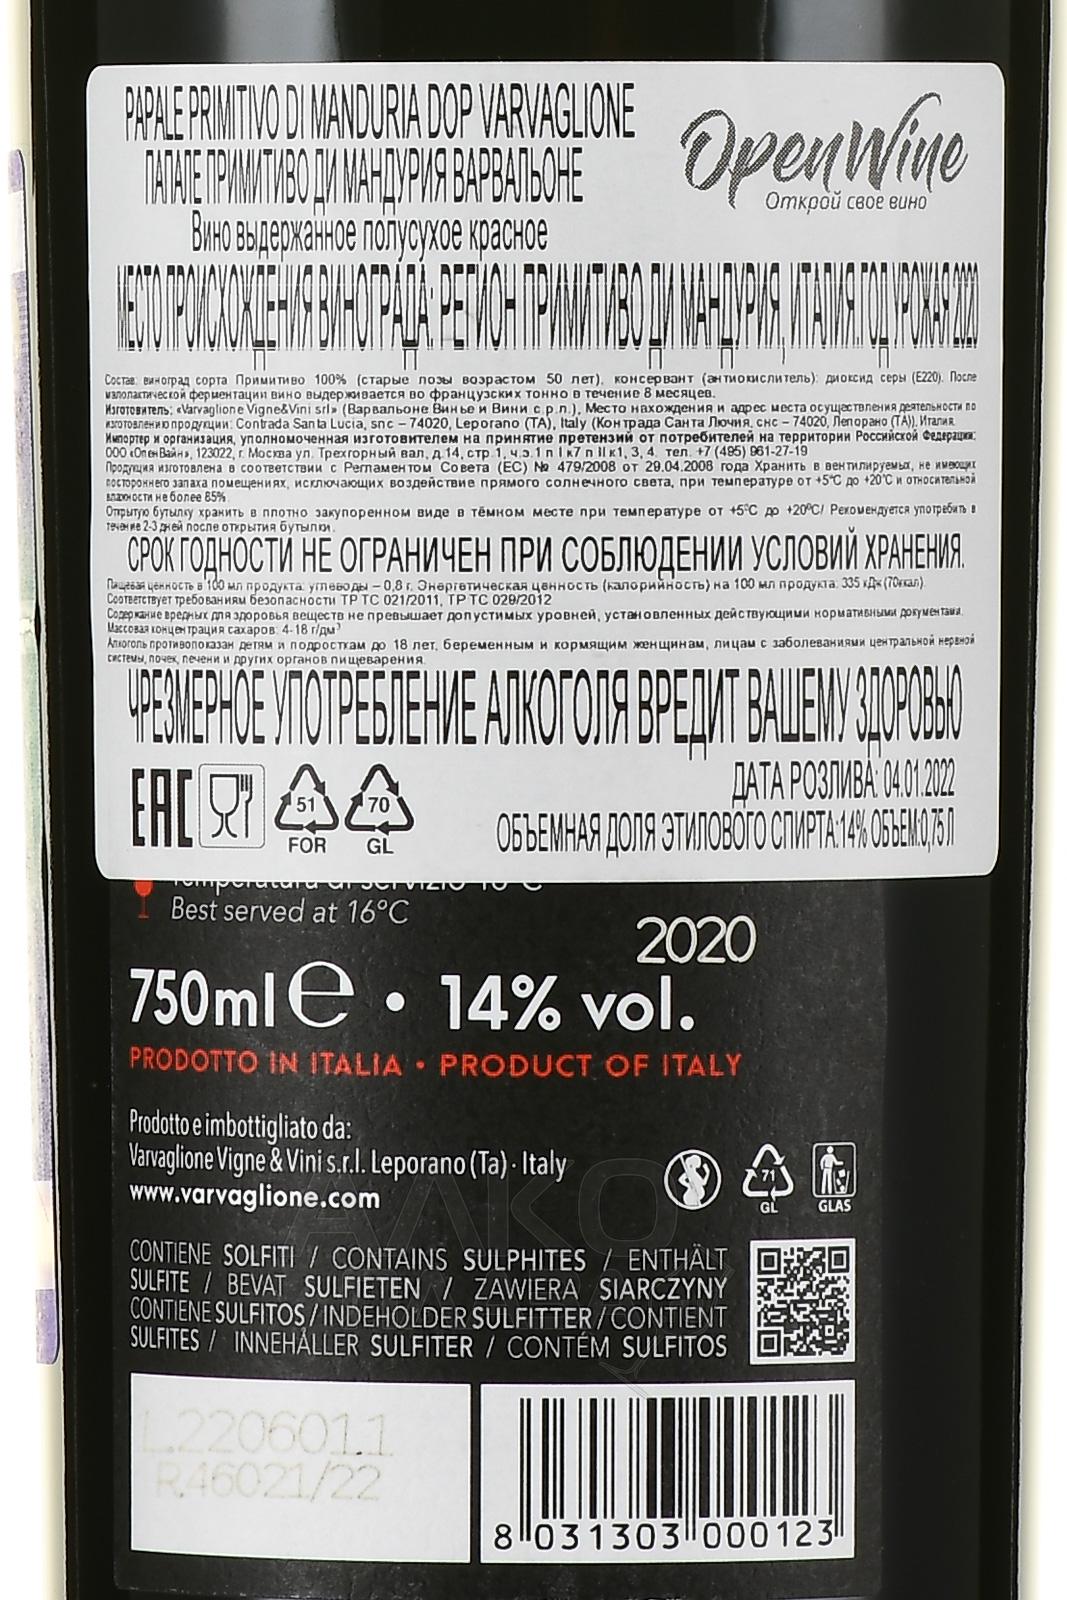 PAPALE PRIMITIVO DI MANDURIA DOP VARVAGLIONE
ПАПАЛЕ ПРИМИТИВО ДИ МАНДУРИЯ ВАРВАЛЬОНЕ
Вино выдержанное полусухое красное
OpenWine
Открой свое вино
МЕСТО ПРОИСХОЖДЕНИЯ ВИНОГРАДА: РЕГИОН ПРИМИТИВО ДИ МАНДУРИЯ, ИТАЛИЯ. ГОД УРОЖАЯ 2020
Состав: виноград сорта Примитиво 100% (старые лозы возрастом 50 лет), консервант (антиокислитель): диоксид серы (Е220). После
малолактической ферментации вино выдерживается во французских тонно в течение 8 месяцев.
Изготовитель: «Varvaglione Vigne&Vini srl» (Варвальоне Винье и Вини с.р.л.), Место нахождения и адрес места осуществления деятельности по
изготовлению продукции: Contrada Santa Lucia, snc – 74020, Leporano (TA), Italy (Контрада Санта Лючия, снс – 74020, Лепорано (ТА)), Италия.
Импортер и организация, уполномоченная изготовителем на принятие претензий от потребителей на территории Российской Федерации:
ООО «ОпенВайн», 123022, г. Москва ул. Трехгорный вал, д.14, стр.1, ч.э.1 п I к7 п II к1, 3, 4. тел. +7 (495) 961-27-19
Продукция изготовлена в соответствии с Регламентом Совета (ЕС) № 479/2008 от 29.04.2008 года Хранить в вентилируемых, не имеющих
постороннего запаха помещениях, исключающих воздействие прямого солнечного света, при температуре от +5°С до +20°С и относительной
влажности не более 85%
Открытую бутылку хранить в плотно закупоренном виде в тёмном месте при температуре от +5°С до +20°С/ Рекомендуется употребить в
течение 2-3 дней после открытия бутылки.
СРОК ГОДНОСТИ НЕ ОГРАНИЧЕН ПРИ СОБЛЮДЕНИИ УСЛОВИЙ ХРАНЕНИЯ.
Пищевая ценность в 100 мл продукта: углеводы – 0,8 г. Энергетическая ценность (калорийность) на 100 мл продукта: 335 кДж (70ккал).
Соответствует требованиям безопасности ТР ТС 021/2011, ТР ТС 029/2012
Содержание вредных для здоровья веществ не превышает допустимых уровней, установленных действующими нормативными документами.
Массовая концентрация сахаров: 4-18 г/дм³
Алкоголь противопоказан детям и подросткам до 18 лет, беременным и кормящим женщинам, лицам с заболеваниями центральной нервной
системы, почек, печени и других органов пищеварения.
ЧРЕЗМЕРНОЕ УПОТРЕБЛЕНИЕ АЛКОГОЛЯ ВРЕДИТ ВАШЕМУ ЗДОРОВЬЮ
EAC
51
FOR
70
GL
ДАТА РОЗЛИВА: 04.01.2022
ОБЪЕМНАЯ ДОЛЯ ЭТИЛОВОГО СПИРТА:14% ОБЪЕМ:0,75Л
Temperatura di servizio 16°C
Best served at 16°C
2020
750ml e • 14% vol.
PRODOTTO IN ITALIA • PRODUCT OF ITALY
Prodotto e imbottigliato da:
Varvaglione Vigne & Vini s.r.l. Leporano (Ta) · Italy
www.varvaglione.com
71
GL
GLAS
CONTIENE SOLFITI / CONTAINS SULPHITES / ENTHÄLT
SULFITE / BEVAT SULFIETEN / ZAWIERA SIARCZYNY
CONTIENE SULFITOS / INDEHOLDER SULFITTER / CONTIENT
SULFITES / INNEHÅLLER SULFITER / CONTÉM SULFITOS
L.220601.1
R.46021/22
8 031303 000123